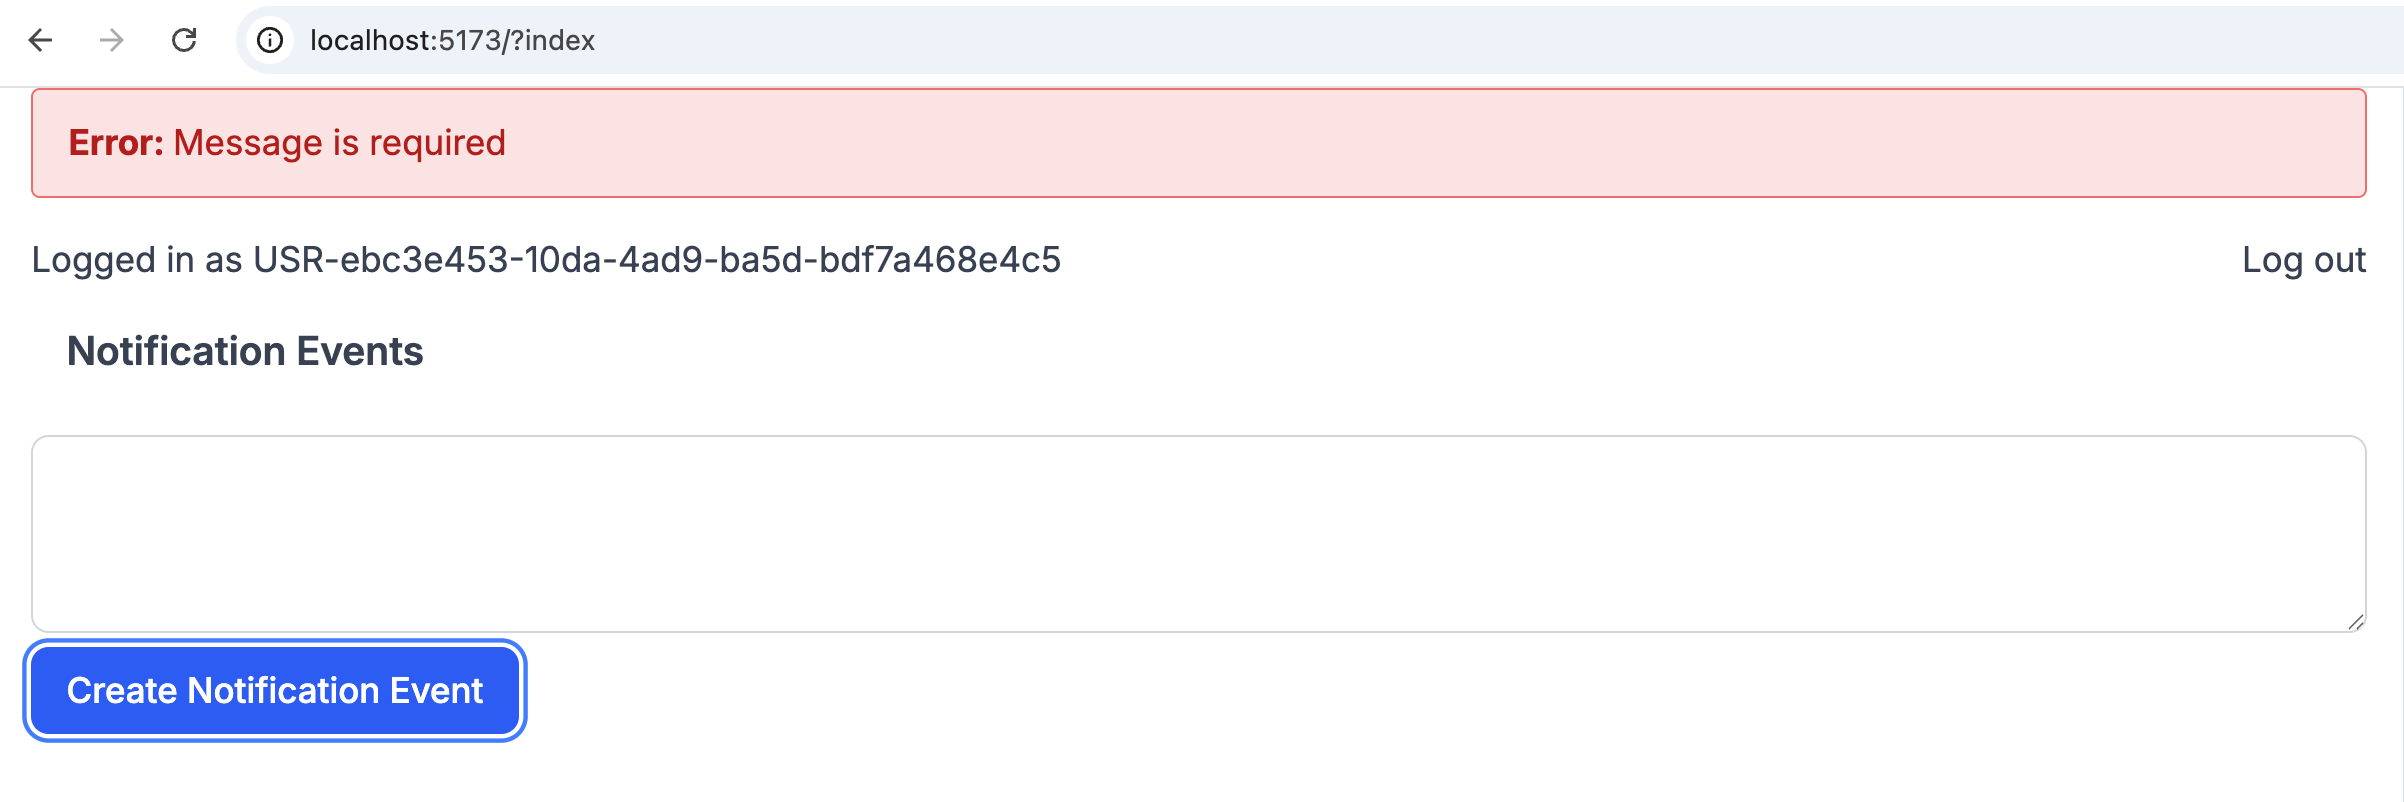 localhost:5173/?index
Error: Message is required
Logged in as USR-ebc3e453-10da-4ad9-ba5d-bdf7a468e4c5
Log out
Notification Events
Create Notification Event